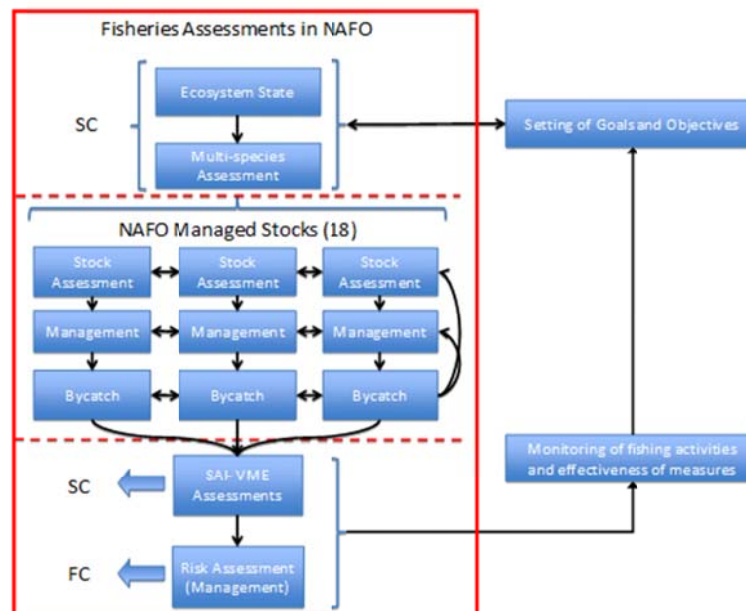 Fisheries Assessments in NAFO
SC
Ecosystem State
Multi-species
Assessment
Setting of Goals and Objectives
NAFO Managed Stocks (18)
Stock
Assessment
Stock
Assessment
Stock
Assessment
Management
Management
Management
Bycatch
Bycatch
Bycatch
Monitoring of fishing activities
and effectiveness of measures
SC
SAI- VME
Assessments
FC
Risk Assessment
(Management)